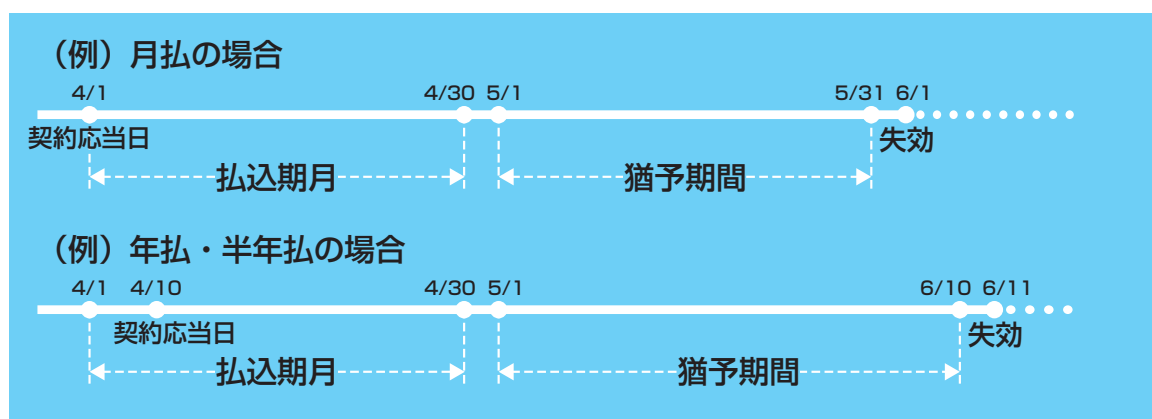 (例)月払の場合
4/1 4/30 5/1 5/31 6/1
契約応当日 失効
払込期月 猶予期間
(例)年払・半年払の場合
4/1 4/10 4/30 5/1 6/10 6/11
契約応当日 失効
払込期月 猶予期間